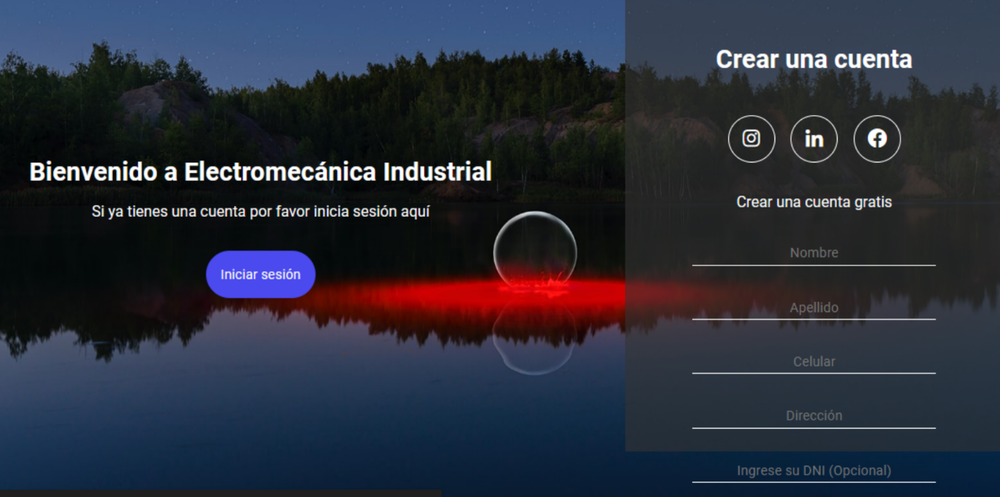 Bienvenido a Electromecánica Industrial
Si ya tienes una cuenta por favor inicia sesión aquí
Iniciar sesión
Crear una cuenta
in
Crear una cuenta gratis
Nombre
Apellido
Celular
Dirección
Ingrese su DNI (Opcional)